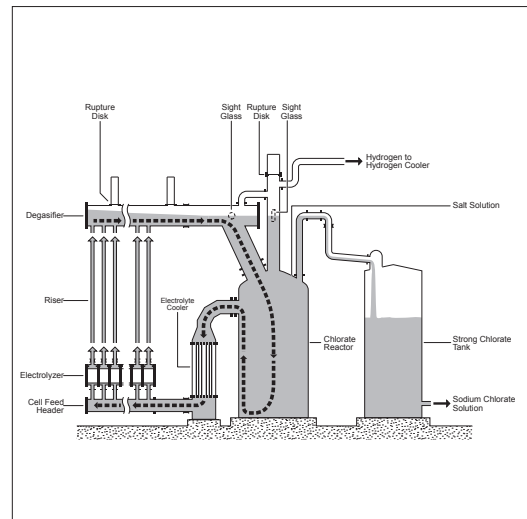 Rupture
Disk
Sight
Glass
Rupture
Disk
Sight
Glass
Hydrogen to
Hydrogen Cooler
Degasifier
Salt Solution
Riser
Electrolyte
Cooler
Chlorate
Reactor
Strong Chlorate
Tank
Electrolyzer
Cell Feed
Header
Sodium Chlorate
Solution